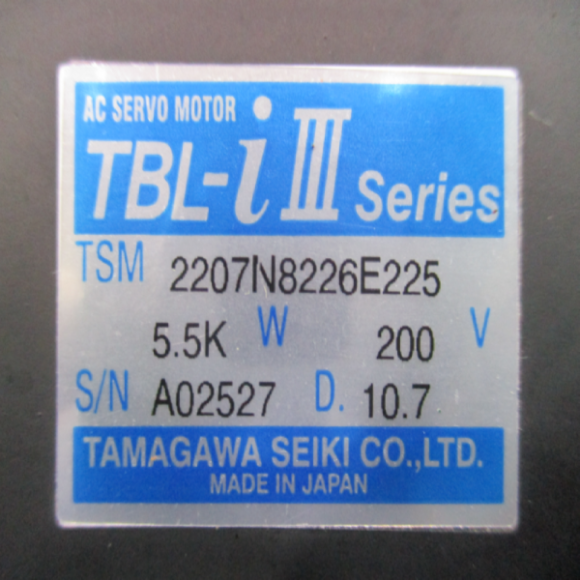 AC SERVO MOTOR
TBL-i III Series
TSM 2207N8226E225
5.5K W 200 V
S/N A02527 D. 10.7
TAMAGAWA SEIKI CO.,LTD.
MADE IN JAPAN